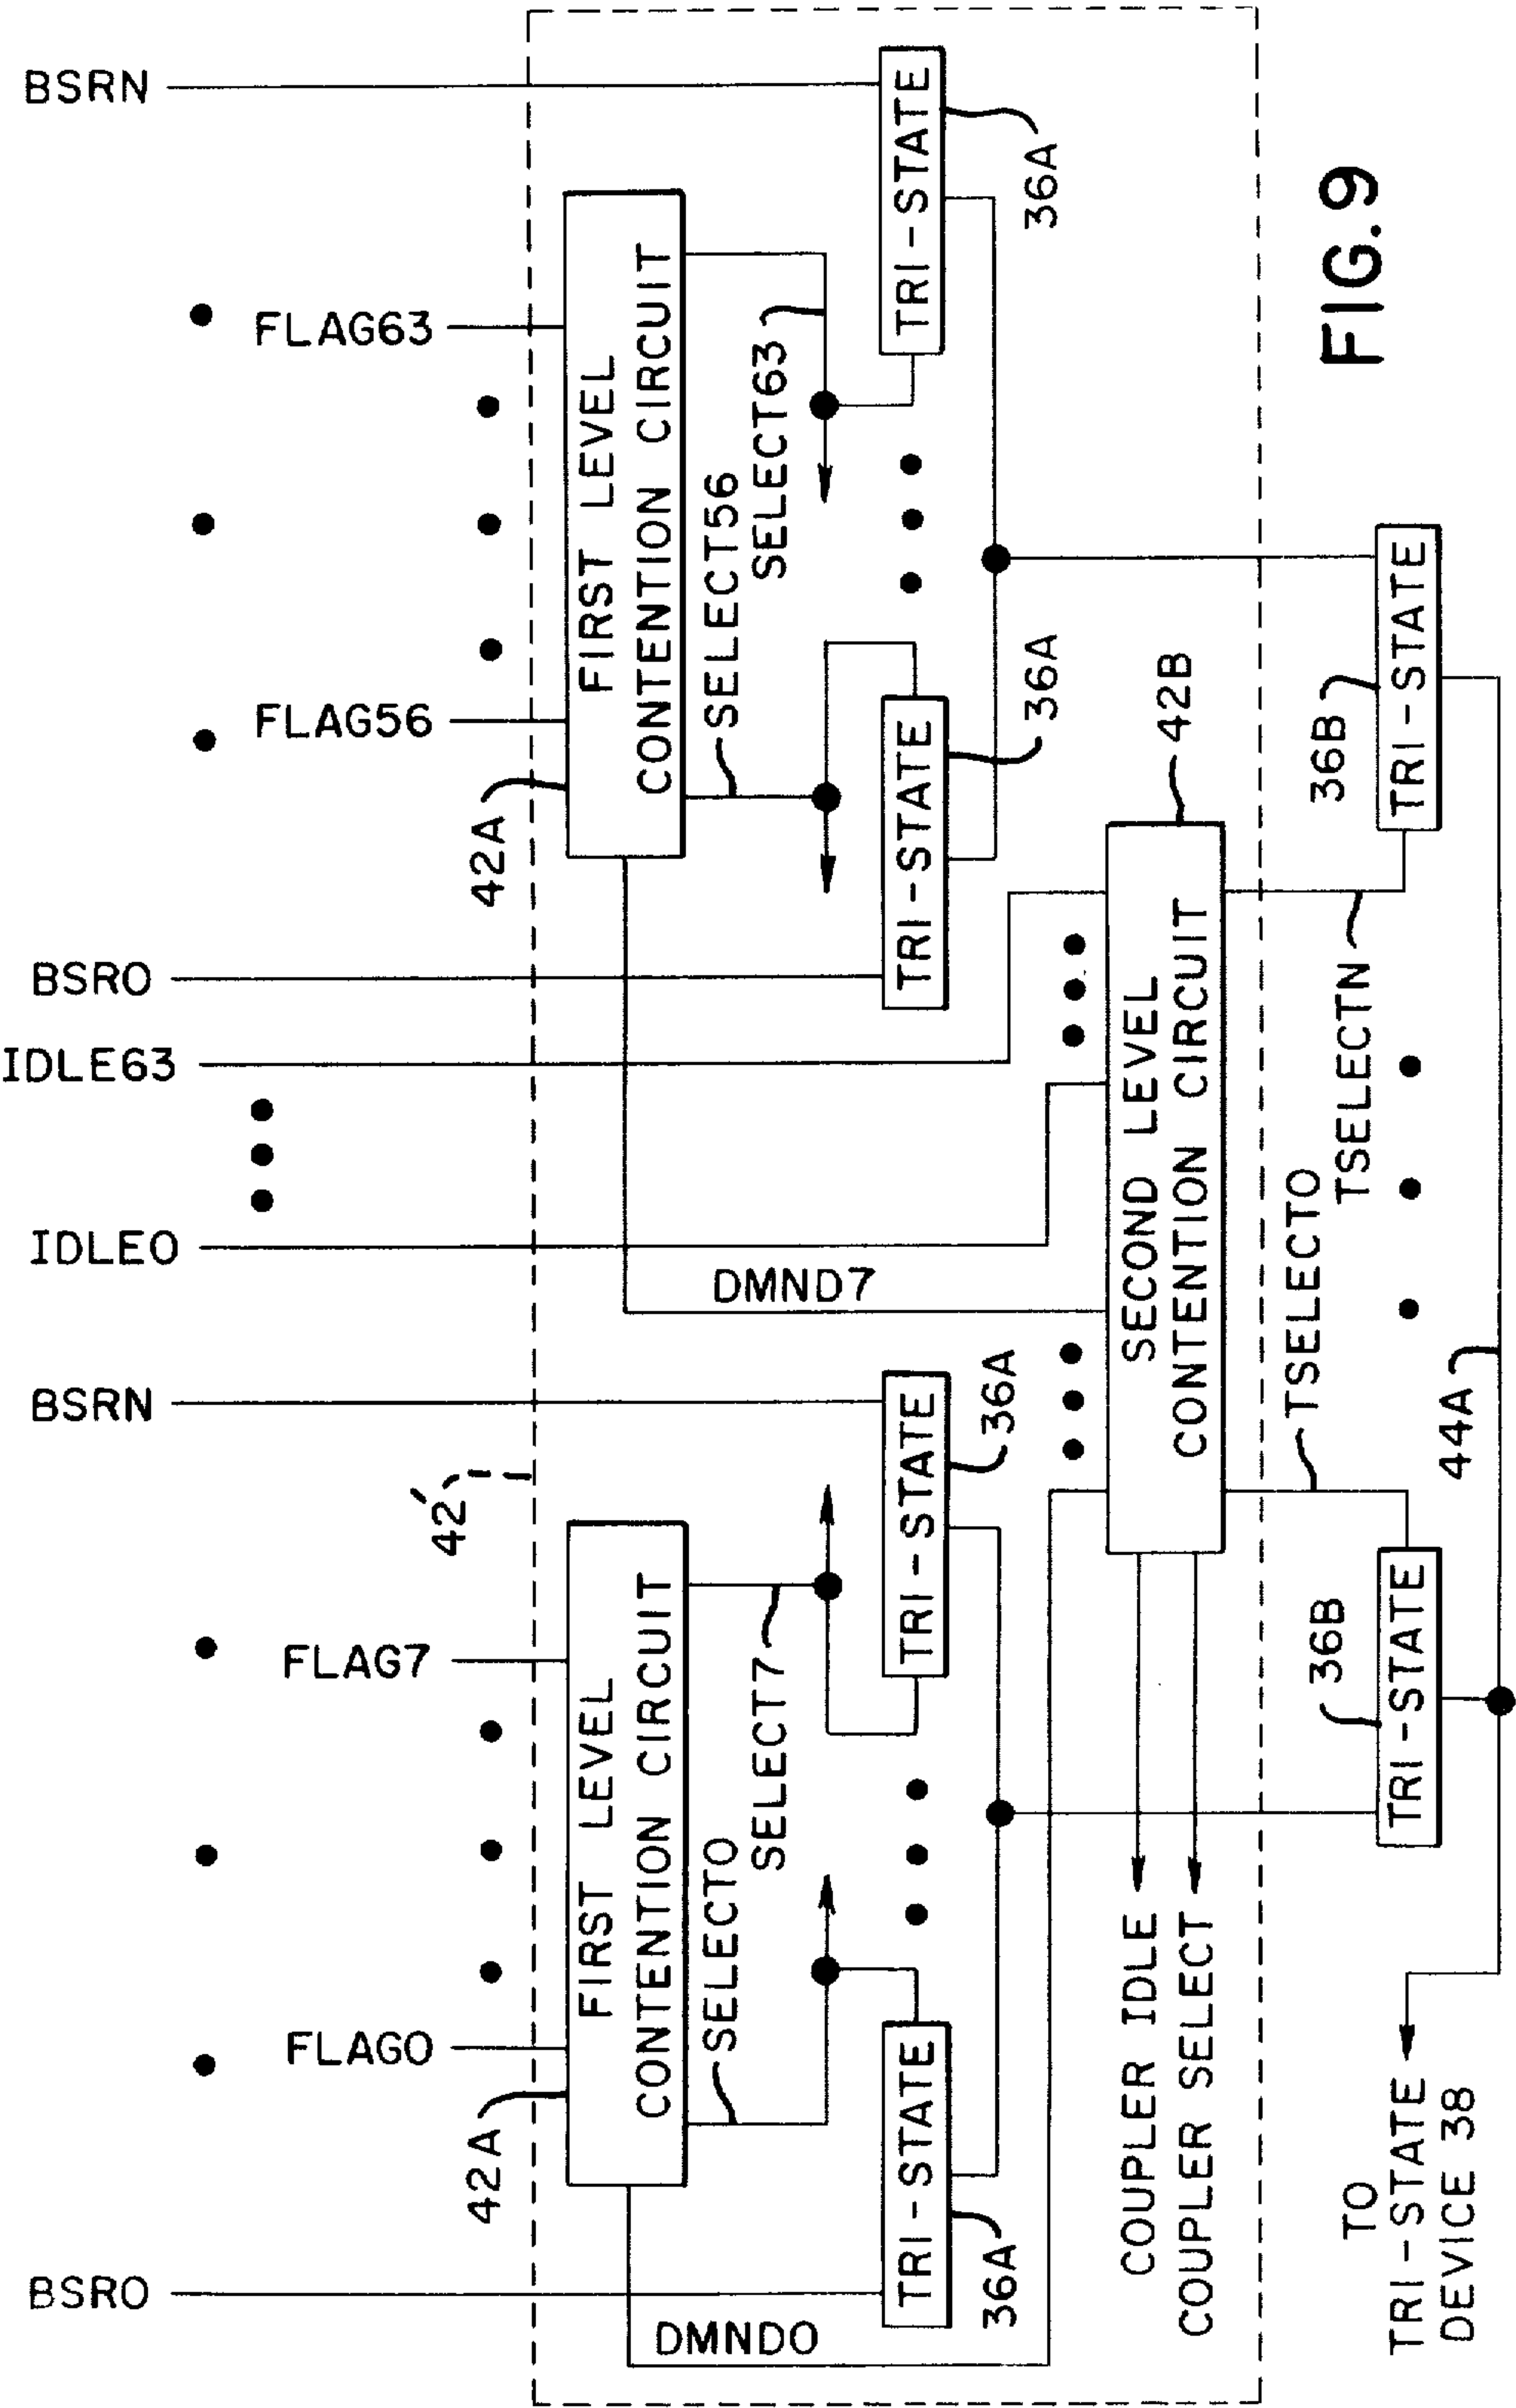 BSRO
BSRN
IDLEO
IDLE63
BSRO
BSRN
FLAGO
FLAG7
FLAG56
FLAG63
42A
42'
42A
FIRST LEVEL
CONTENTION CIRCUIT
FIRST LEVEL
CONTENTION CIRCUIT
DMNDO
SELECTO
SELECT7
DMND7
SELECT56
SELECT63
TRI-STATE
TRI-STATE
TRI-STATE
TRI-STATE
36A
36A
36A
36A
COUPLER IDLE
COUPLER SELECT
SECOND LEVEL
CONTENTION CIRCUIT
42B
TSELECTO
TSELECTN
36B
36B
TRI-STATE
TRI-STATE
TO
TRI-STATE
DEVICE 38
44A
FIG.9